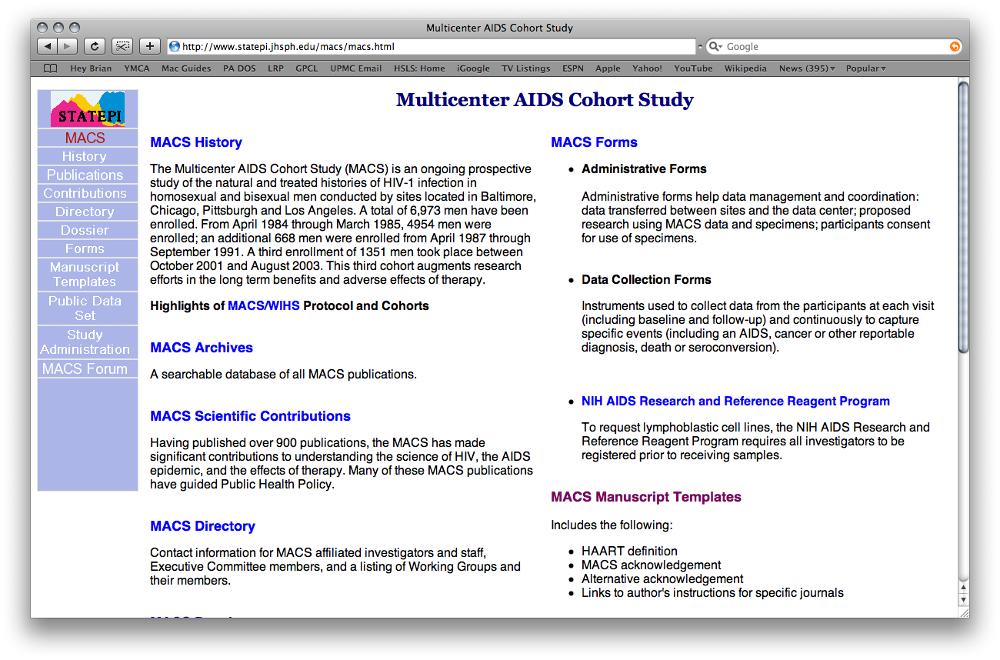 Multicenter AIDS Cohort Study
http://www.statepi.jhsph.edu/macs/macs.html
Google
Hey Brian YMCA Mac Guides PA DOS LRP GPCL UPMC Email HSLS: Home iGoogle TV Listings ESPN Apple Yahoo! YouTube Wikipedia News (395) Popular
STATEPI
MACS
History
Publications
Contributions
Directory
Dossier
Forms
Manuscript
Templates
Public Data
Set
Study
Administration
MACS Forum
Multicenter AIDS Cohort Study
MACS History
The Multicenter AIDS Cohort Study (MACS) is an ongoing prospective
study of the natural and treated histories of HIV-1 infection in
homosexual and bisexual men conducted by sites located in Baltimore,
Chicago, Pittsburgh and Los Angeles. A total of 6,973 men have been
enrolled. From April 1984 through March 1985, 4954 men were
enrolled; an additional 668 men were enrolled from April 1987 through
September 1991. A third enrollment of 1351 men took place between
October 2001 and August 2003. This third cohort augments research
efforts in the long term benefits and adverse effects of therapy.
Highlights of MACS/WIHS Protocol and Cohorts
MACS Archives
A searchable database of all MACS publications.
MACS Scientific Contributions
Having published over 900 publications, the MACS has made
significant contributions to understanding the science of HIV, the AIDS
epidemic, and the effects of therapy. Many of these MACS publications
have guided Public Health Policy.
MACS Directory
Contact information for MACS affiliated investigators and staff,
Executive Committee members, and a listing of Working Groups and
their members.
MACS Forms
• Administrative Forms
Administrative forms help data management and coordination:
data transferred between sites and the data center; proposed
research using MACS data and specimens; participants consent
for use of specimens.
• Data Collection Forms
Instruments used to collect data from the participants at each visit
(including baseline and follow-up) and continuously to capture
specific events (including an AIDS, cancer or other reportable
diagnosis, death or seroconversion).
• NIH AIDS Research and Reference Reagent Program
To request lymphoblastic cell lines, the NIH AIDS Research and
Reference Reagent Program requires all investigators to be
registered prior to receiving samples.
MACS Manuscript Templates
Includes the following:
• HAART definition
• MACS acknowledgement
• Alternative acknowledgement
• Links to author's instructions for specific journals